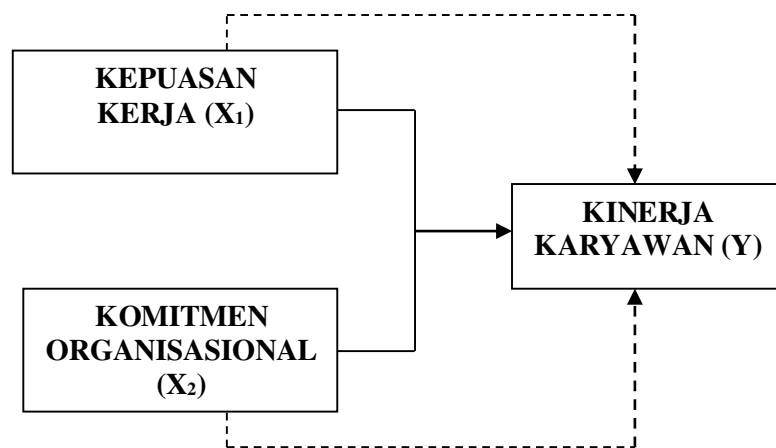 KEPUASAN
KERJA (X₁)
KINERJA
KARYAWAN (Y)
KOMITMEN
ORGANISASIONAL
(X₂)